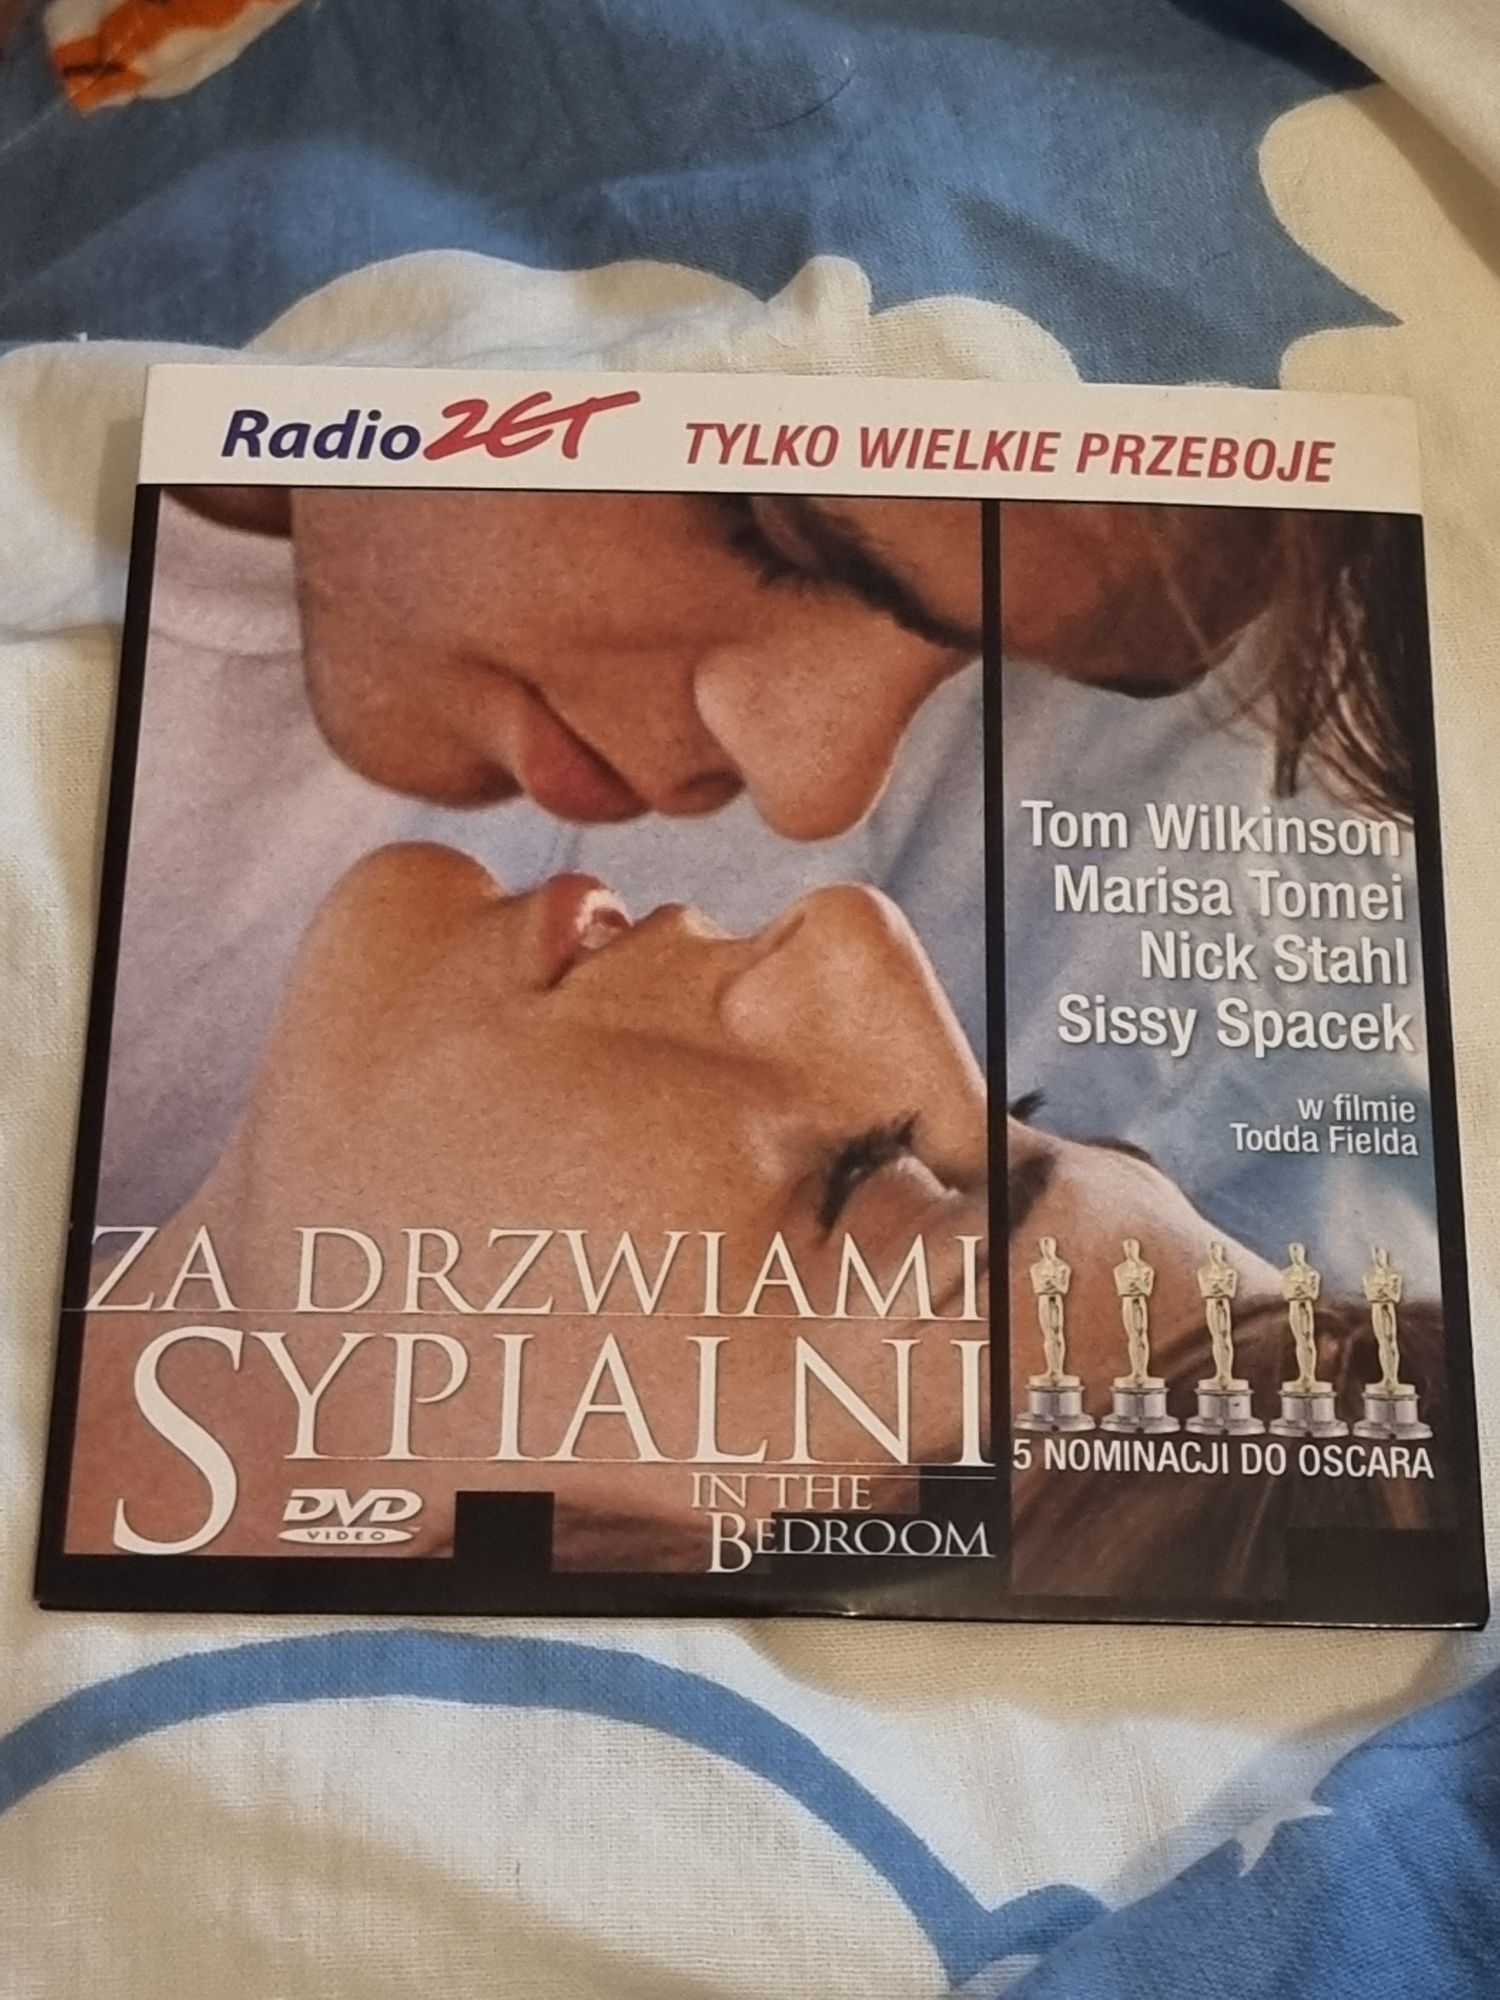 Radio ZET TYLKO WIELKIE PRZEBOJE
Tom Wilkinson
Marisa Tomei
Nick Stahl
Sissy Spacek
w filmie
Todda Fielda
ZA DRZWIAMI
SYPIALNI
IN THE
BEDROOM
DVD
VIDEO
5 NOMINACJI DO OSCARA